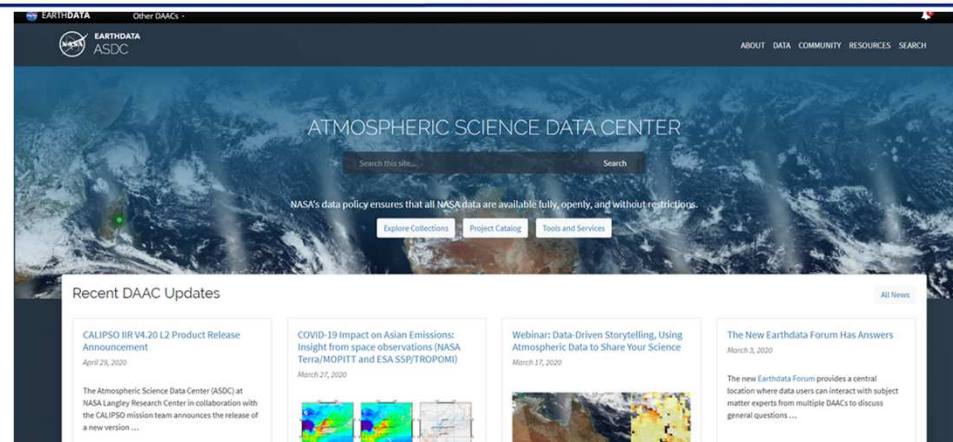 EARTHDATA Other DAACs -
EARTHDATA
ASDC
ABOUT DATA COMMUNITY RESOURCES SEARCH
NASA
ATMOSPHERIC SCIENCE DATA CENTER
Search this site... Search
NASA's data policy ensures that all NASA data are available fully, openly, and without restrictions.
Explore Collections Project Catalog Tools and Services
Recent DAAC Updates All News
CALIPSO IIR V4.20 L2 Product Release
Announcement
April 29, 2020
The Atmospheric Science Data Center (ASDC) at
NASA Langley Research Center in collaboration with
the CALIPSO mission team announces the release of
a new version ...
COVID-19 Impact on Asian Emissions:
Insight from space observations (NASA
Terra/MOPITT and ESA S5P/TROPOMI)
March 27, 2020
Webinar: Data-Driven Storytelling, Using
Atmospheric Data to Share Your Science
March 17, 2020
The New Earthdata Forum Has Answers
March 3, 2020
The new Earthdata Forum provides a central
location where data users can interact with subject
matter experts from multiple DAACs to discuss
general questions ...